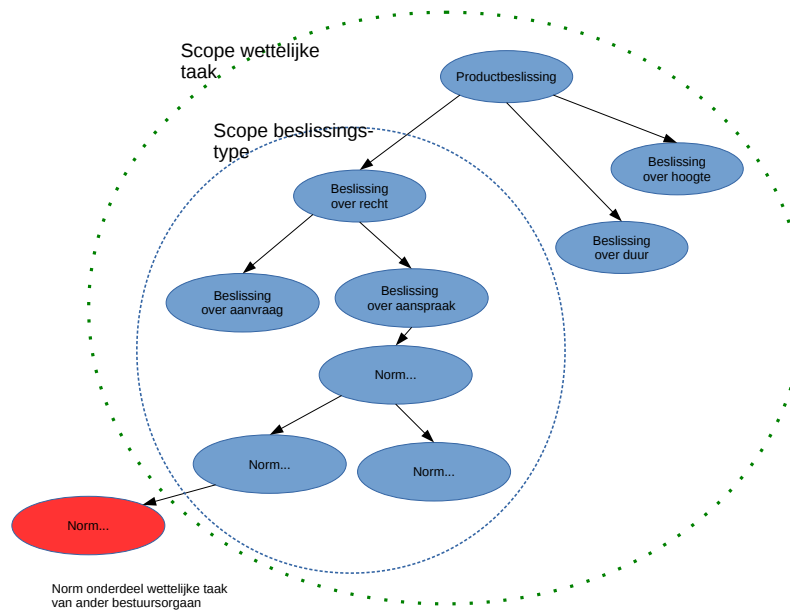 Scope wettelijke
taak
Productbeslissing
Scope beslissings-
type
Beslissing
over hoogte
Beslissing
over recht
Beslissing
over duur
Beslissing
over aanvraag
Beslissing
over aanspraak
Norm...
Norm...
Norm...
Norm...
Norm onderdeel wettelijke taak
van ander bestuursorgaan